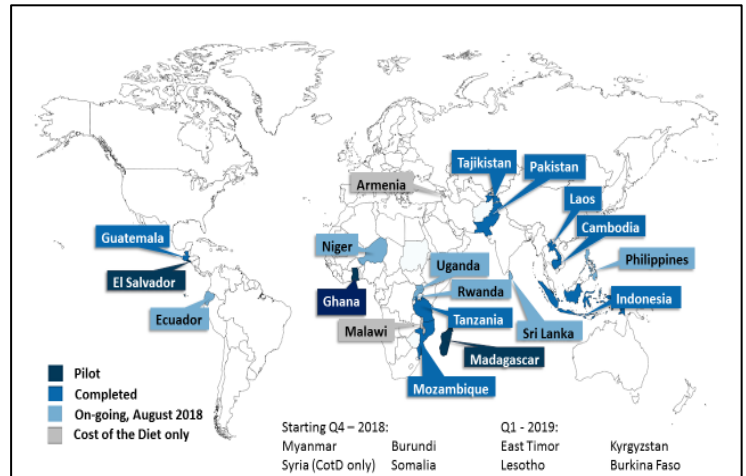 Tajikistan
Pakistan
Armenia
Laos
Cambodia
Guatemala
Niger
Uganda
Philippines
El Salvador
Rwanda
Ghana
Indonesia
Ecuador
Tanzania
Malawi
Sri Lanka
Madagascar
Mozambique
Pilot
Completed
On-going, August 2018
Cost of the Diet only
Starting Q4 – 2018: Q1 - 2019:
Myanmar Burundi East Timor Kyrgyzstan
Syria (CotD only) Somalia Lesotho Burkina Faso